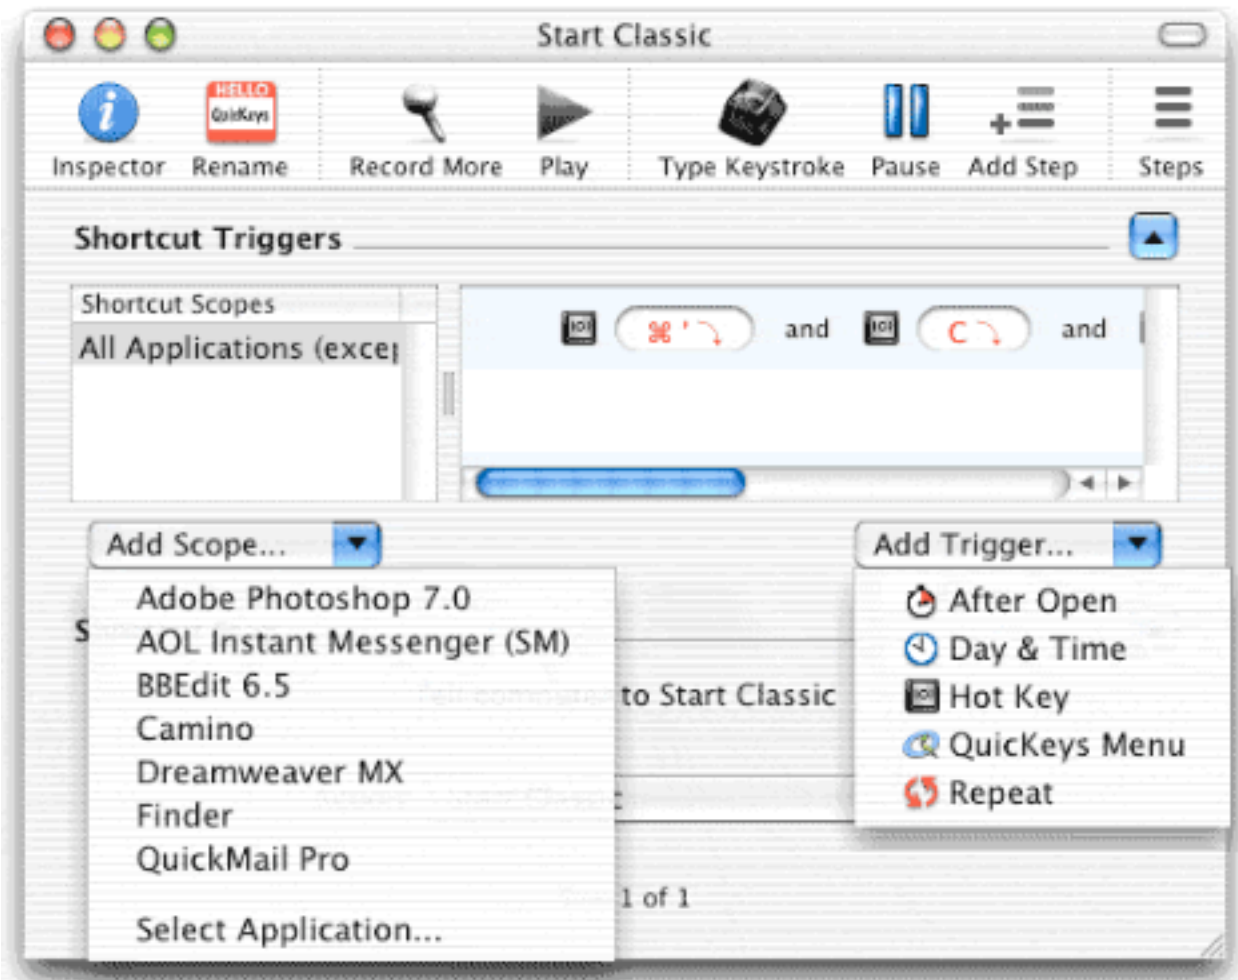 Start Classic
HELLO
QuicKeys
Inspector Rename Record More Play Type Keystroke Pause Add Step Steps
Shortcut Triggers
Shortcut Scopes
All Applications (excep
⌘ ' and C and
Add Scope... Add Trigger...
Adobe Photoshop 7.0
AOL Instant Messenger (SM)
BBEdit 6.5
Camino
Dreamweaver MX
Finder
QuickMail Pro
Select Application...
After Open
Day & Time
Hot Key
QuicKeys Menu
Repeat
S
to Start Classic
1 of 1